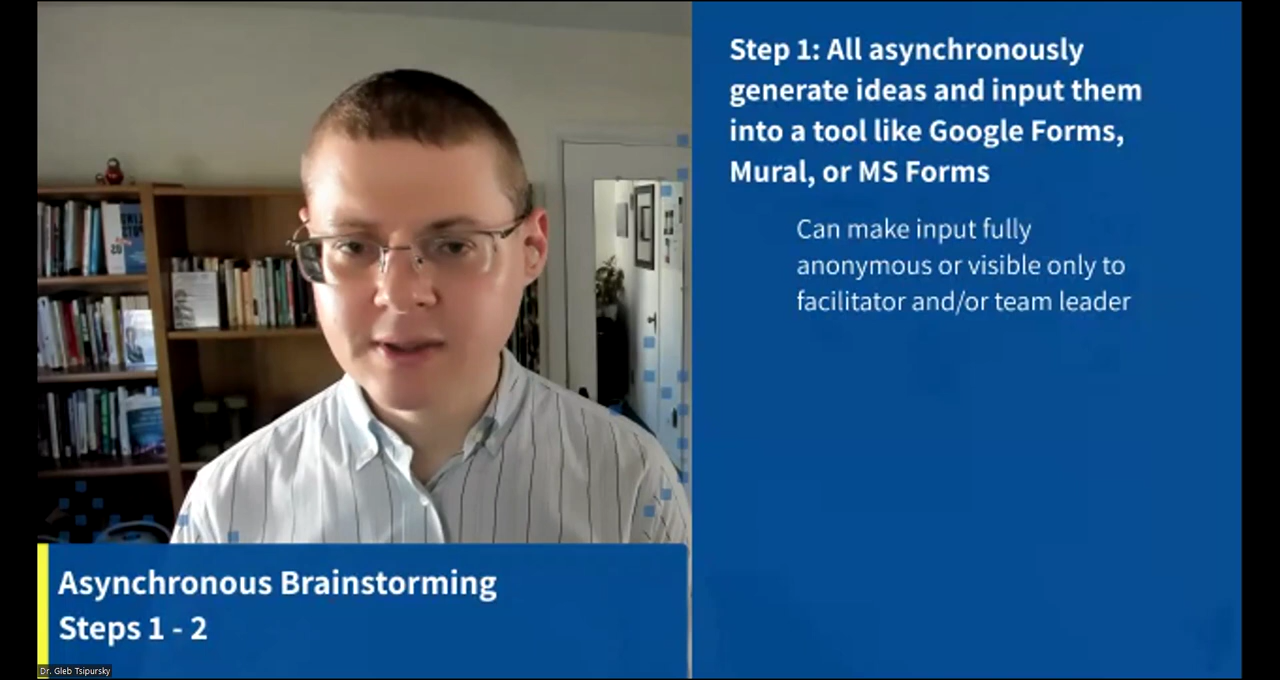 Step 1: All asynchronously
generate ideas and input them
into a tool like Google Forms,
Mural, or MS Forms
Can make input fully
anonymous or visible only to
facilitator and/or team leader
Asynchronous Brainstorming
Steps 1 - 2
Dr. Gleb Tsipursky